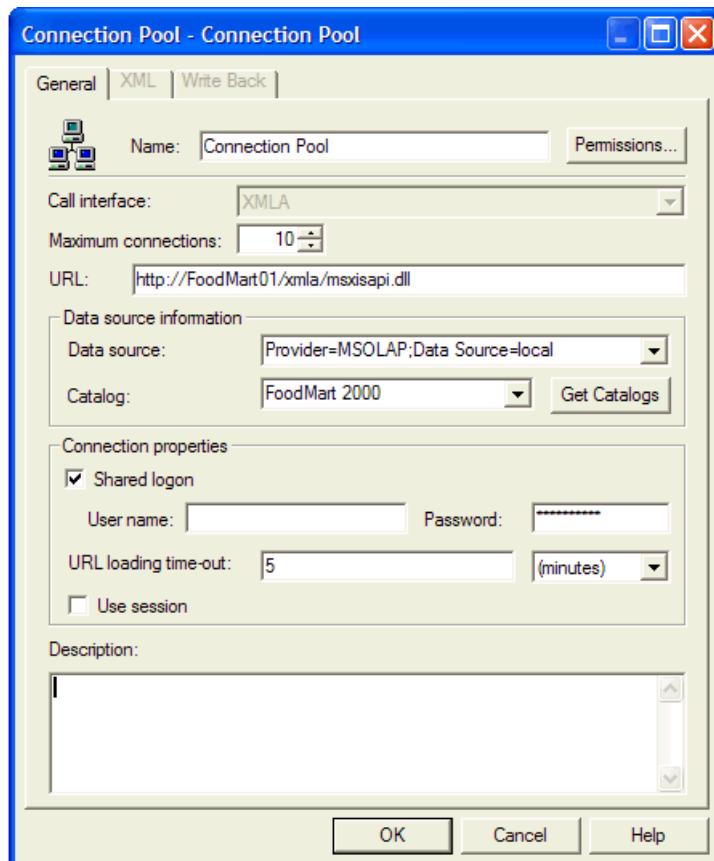 Connection Pool - Connection Pool
General XML Write Back
Name: Connection Pool Permissions...
Call interface: XMLA
Maximum connections: 10
URL: http://FoodMart01/xmla/msxisapi.dll
Data source information
Data source: Provider=MSOLAP;Data Source=local
Catalog: FoodMart 2000 Get Catalogs
Connection properties
Shared logon
User name: Password: **********
URL loading time-out: 5 (minutes)
Use session
Description:
OK Cancel Help